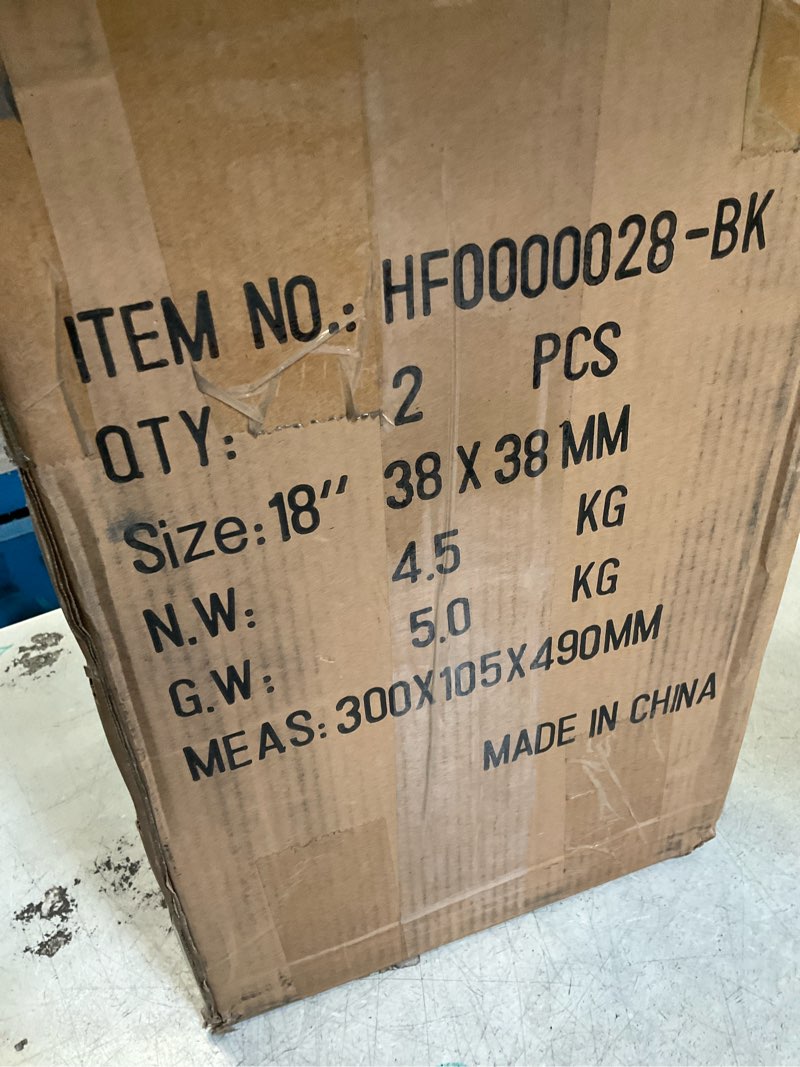 ITEM NO.: HF0000028-BK
QTY: 2 PCS
Size: 18″ 38 X 38 MM
N.W: 4.5 KG
G.W: 5.0 KG
MEAS: 300X105X490MM
MADE IN CHINA